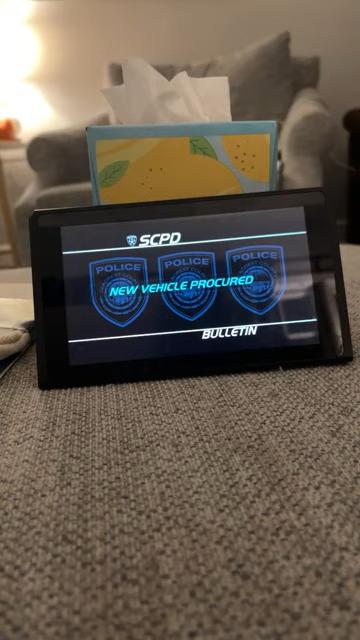 SCPD
POLICE POLICE POLICE
NEW VEHICLE PROCURED
BULLETIN